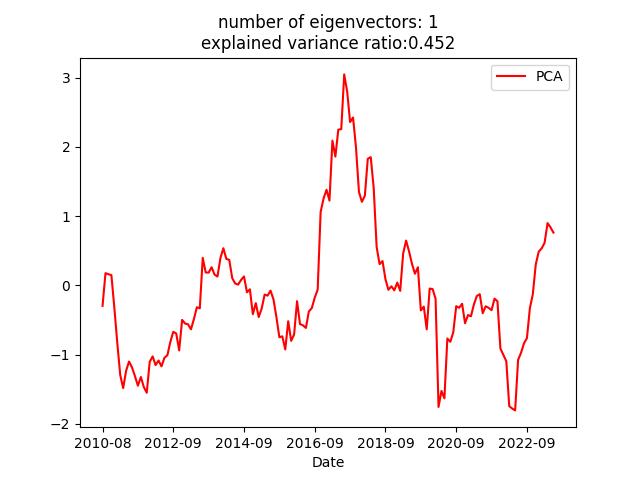 number of eigenvectors: 1
explained variance ratio:0.452
PCA
3
2
1
0
−1
−2
2010-08 2012-09 2014-09 2016-09 2018-09 2020-09 2022-09
Date